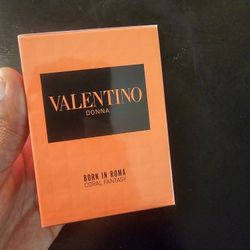 VALENTINO
DONNA
BORN IN ROMA
CORAL FANTASY